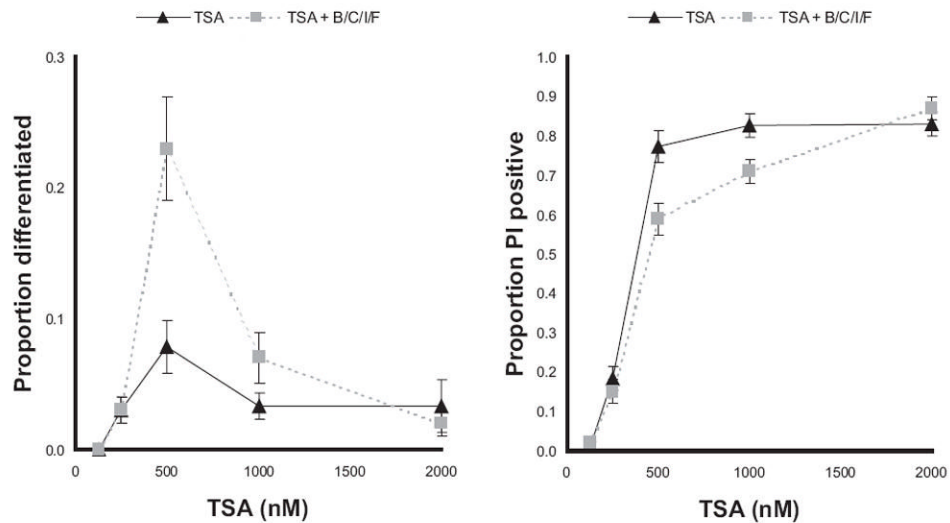 TSA TSA + B/C/I/F
Proportion differentiated
0.3
0.2
0.1
0.0
0 500 1000 1500 2000
TSA (nM)
TSA TSA + B/C/I/F
Proportion PI positive
1.0
0.9
0.8
0.7
0.6
0.5
0.4
0.3
0.2
0.1
0.0
0 500 1000 1500 2000
TSA (nM)